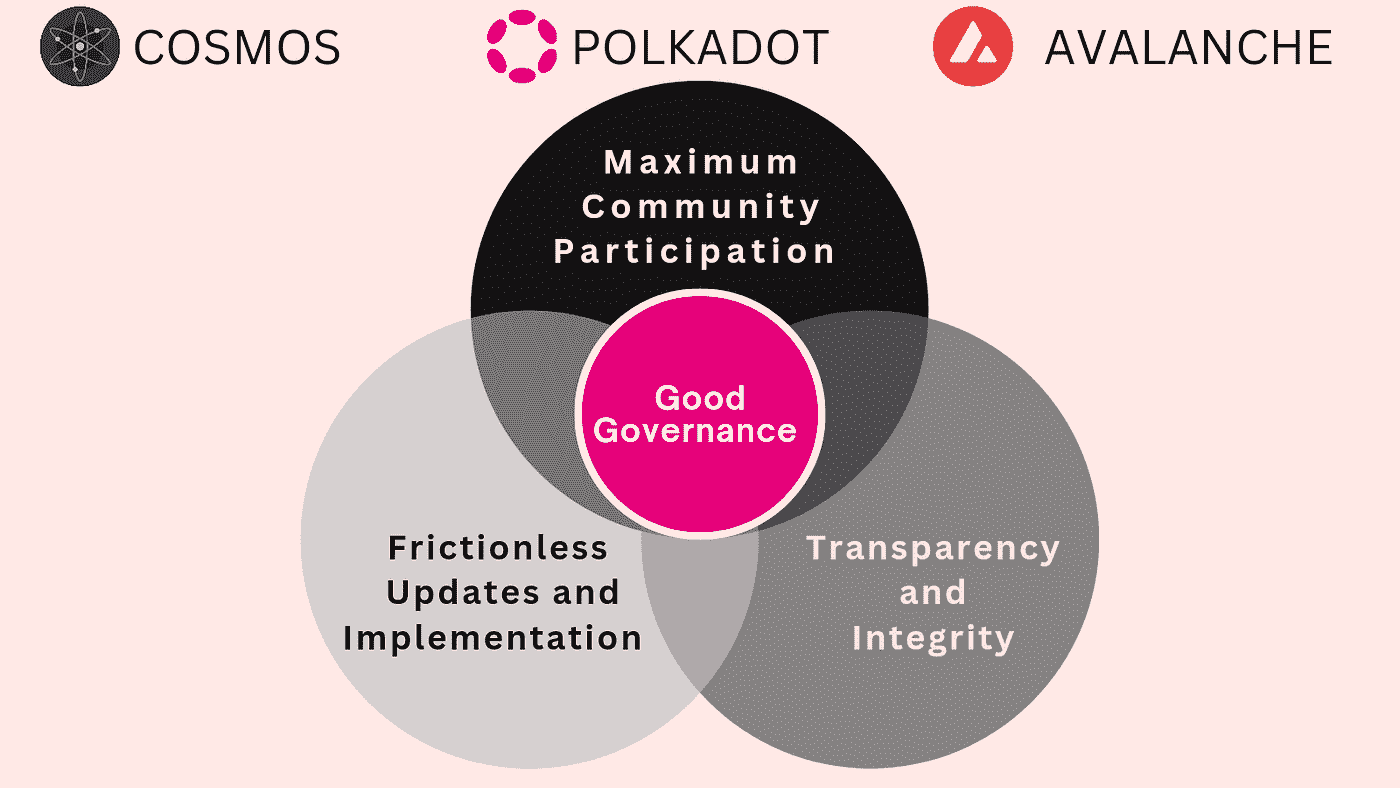 COSMOS
POLKADOT
AVALANCHE
Maximum
Community
Participation
Good
Governance
Frictionless
Updates and
Implementation
Transparency
and
Integrity